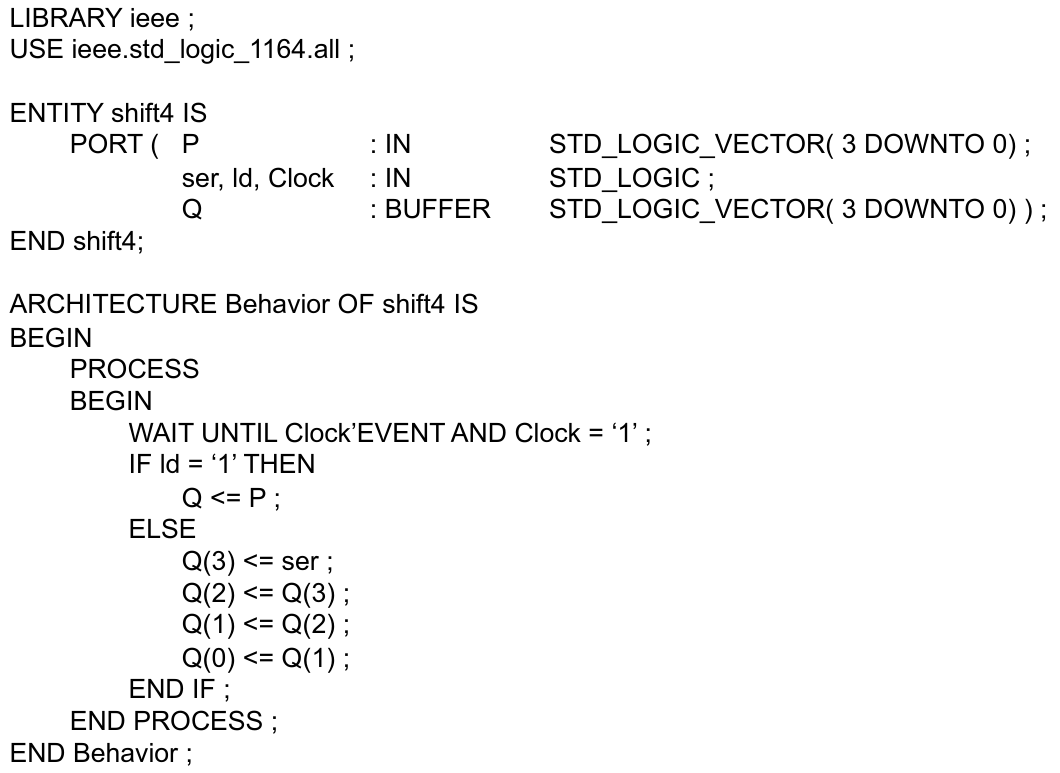 LIBRARY ieee ;
USE ieee.std_logic_1164.all ;
ENTITY shift4 IS
PORT ( P : IN STD_LOGIC_VECTOR( 3 DOWNTO 0) ;
ser, ld, Clock : IN STD_LOGIC ;
Q : BUFFER STD_LOGIC_VECTOR( 3 DOWNTO 0) ) ;
END shift4;
ARCHITECTURE Behavior OF shift4 IS
BEGIN
PROCESS
BEGIN
WAIT UNTIL Clock’EVENT AND Clock = ‘1’ ;
IF ld = ‘1’ THEN
Q <= P ;
ELSE
Q(3) <= ser ;
Q(2) <= Q(3) ;
Q(1) <= Q(2) ;
Q(0) <= Q(1) ;
END IF ;
END PROCESS ;
END Behavior ;